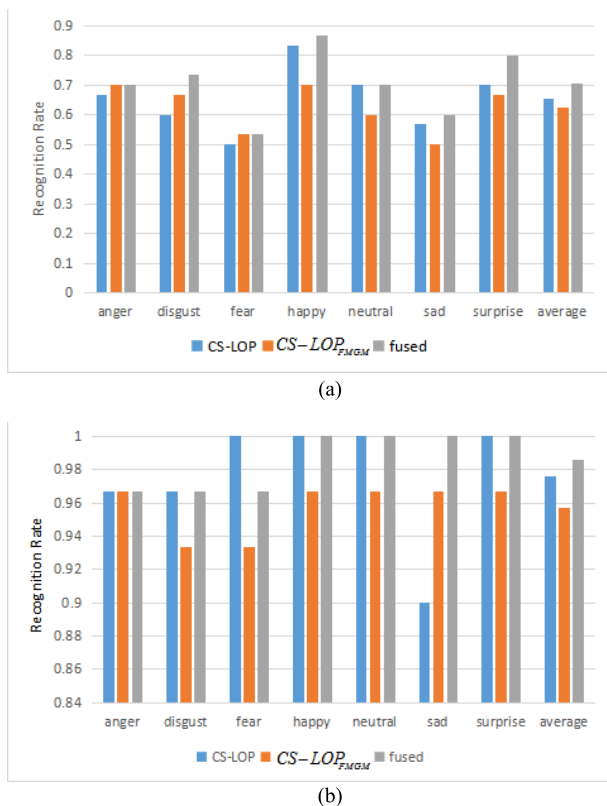 0.9
0.8
0.7
0.6
0.5
0.4
0.3
0.2
0.1
0
Recognition Rate
anger disgust fear happy neutral sad surprise average
CS-LOP CS-LOP_FMGM fused
(a)
1
0.98
0.96
0.94
0.92
0.9
0.88
0.86
0.84
Recognition Rate
anger disgust fear happy neutral sad surprise average
CS-LOP CS-LOP_FMGM fused
(b)